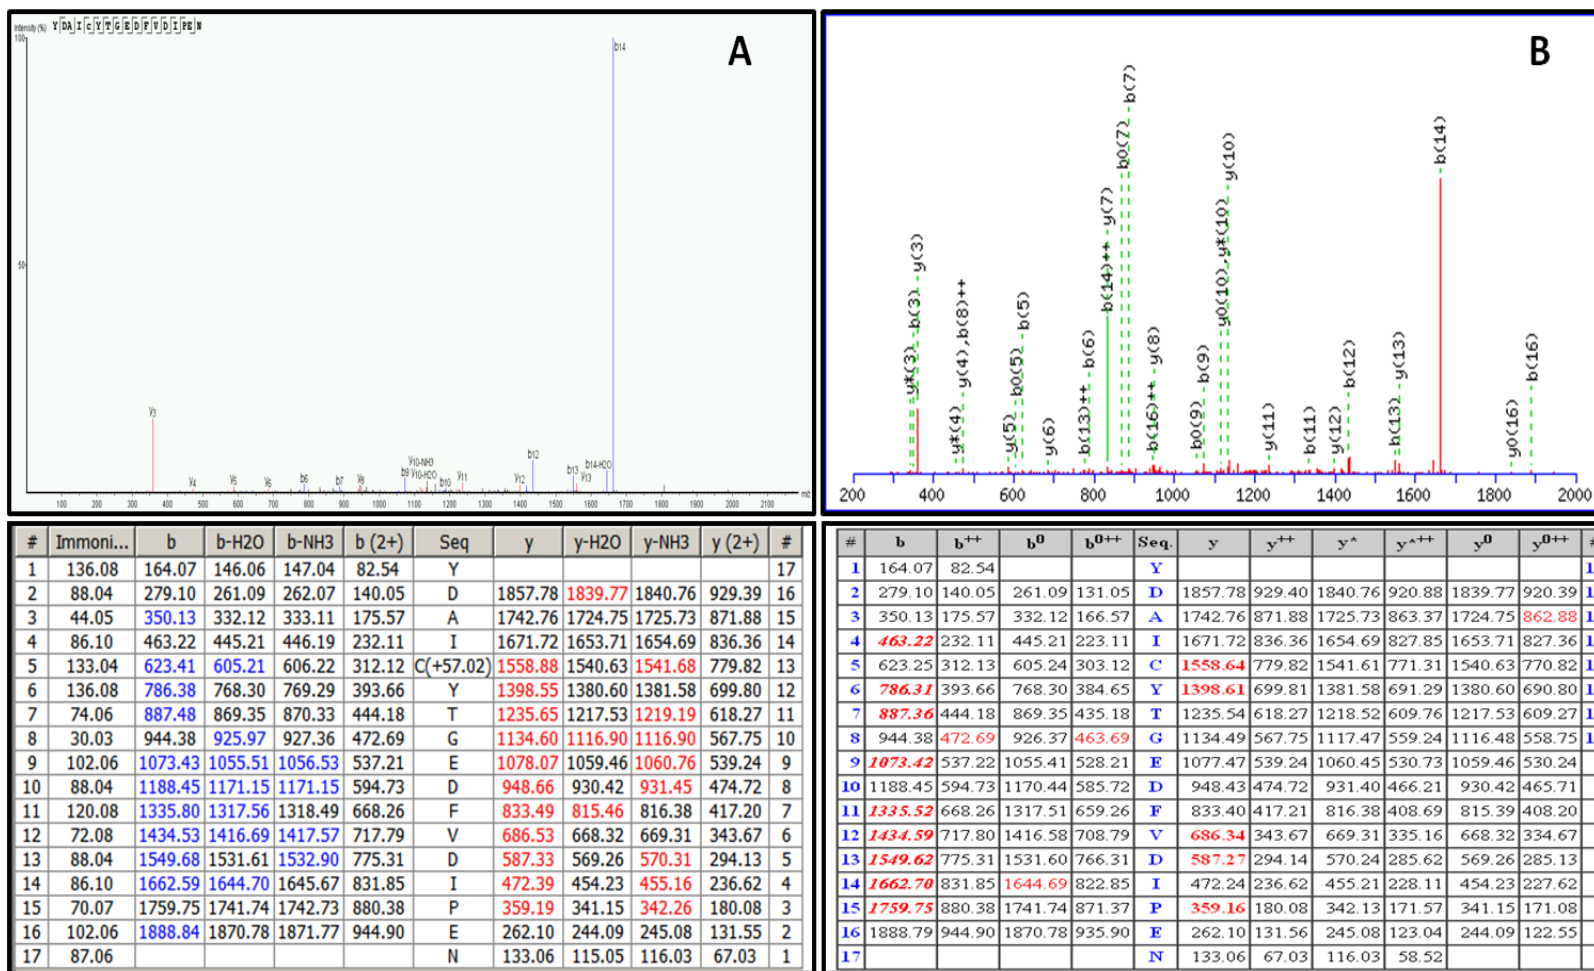 Intensity (%)
Y D A I c Y T G E D F V D I P E N
A
100
50
b14
y3
y4
y5
y6
b6
b7
y8
b9
y10-NH3
y10-H2O
b10
y11
y12
b12
b13
y13
b14-H2O
100 200 300 400 500 600 700 800 900 1000 1100 1200 1300 1400 1500 1600 1700 1800 1900 2000 2100 m/z
B
y*(3)
b(3)
y(3)
y*(4)
y(4),b(8)++
y(5)
b0(5)
b(5)
y(6)
b(13)++
b(6)
b(14)++
y(7)
b0(7)
b(7)
b(16)++
y(8)
b0(9)
b(9)
y0(10),y*(10)
y(10)
y(11)
b(11)
y(12)
b(12)
b(13)
y(13)
b(14)
y0(16)
b(16)
200 400 600 800 1000 1200 1400 1600 1800 2000
# Immoni... b b-H2O b-NH3 b (2+) Seq y y-H2O y-NH3 y (2+) #
1 136.08 164.07 146.06 147.04 82.54 Y 17
2 88.04 279.10 261.09 262.07 140.05 D 1857.78 1839.77 1840.76 929.39 16
3 44.05 350.13 332.12 333.11 175.57 A 1742.76 1724.75 1725.73 871.88 15
4 86.10 463.22 445.21 446.19 232.11 I 1671.72 1653.71 1654.69 836.36 14
5 133.04 623.41 605.21 606.22 312.12 C(+57.02) 1558.88 1540.63 1541.68 779.82 13
6 136.08 786.38 768.30 769.29 393.66 Y 1398.55 1380.60 1381.58 699.80 12
7 74.06 887.48 869.35 870.33 444.18 T 1235.65 1217.53 1219.19 618.27 11
8 30.03 944.38 925.97 927.36 472.69 G 1134.60 1116.90 1116.90 567.75 10
9 102.06 1073.43 1055.51 1056.53 537.21 E 1078.07 1059.46 1060.76 539.24 9
10 88.04 1188.45 1171.15 1171.15 594.73 D 948.66 930.42 931.45 474.72 8
11 120.08 1335.80 1317.56 1318.49 668.26 F 833.49 815.46 816.38 417.20 7
12 72.08 1434.53 1416.69 1417.57 717.79 V 686.53 668.32 669.31 343.67 6
13 88.04 1549.68 1531.61 1532.90 775.31 D 587.33 569.26 570.31 294.13 5
14 86.10 1662.59 1644.70 1645.67 831.85 I 472.39 454.23 455.16 236.62 4
15 70.07 1759.75 1741.74 1742.73 880.38 P 359.19 341.15 342.26 180.08 3
16 102.06 1888.84 1870.78 1871.77 944.90 E 262.10 244.09 245.08 131.55 2
17 87.06 N 133.06 115.05 116.03 67.03 1
# b b++ b0 b0++ Seq. y y++ y* y*++ y0 y0++ #
1 164.07 82.54 Y 1
2 279.10 140.05 261.09 131.05 D 1857.78 929.40 1840.76 920.88 1839.77 920.39 1
3 350.13 175.57 332.12 166.57 A 1742.76 871.88 1725.73 863.37 1724.75 862.88 1
4 463.22 232.11 445.21 223.11 I 1671.72 836.36 1654.69 827.85 1653.71 827.36 1
5 623.25 312.13 605.24 303.12 C 1558.64 779.82 1541.61 771.31 1540.63 770.82 1
6 786.31 393.66 768.30 384.65 Y 1398.61 699.81 1381.58 691.29 1380.60 690.80 1
7 887.36 444.18 869.35 435.18 T 1235.54 618.27 1218.52 609.76 1217.53 609.27 1
8 944.38 472.69 926.37 463.69 G 1134.49 567.75 1117.47 559.24 1116.48 558.75 1
9 1073.42 537.22 1055.41 528.21 E 1077.47 539.24 1060.45 530.73 1059.46 530.24
10 1188.45 594.73 1170.44 585.72 D 948.43 474.72 931.40 466.21 930.42 465.71
11 1335.52 668.26 1317.51 659.26 F 833.40 417.21 816.38 408.69 815.39 408.20
12 1434.59 717.80 1416.58 708.79 V 686.34 343.67 669.31 335.16 668.32 334.67
13 1549.62 775.31 1531.60 766.31 D 587.27 294.14 570.24 285.62 569.26 285.13
14 1662.70 831.85 1644.69 822.85 I 472.24 236.62 455.21 228.11 454.23 227.62
15 1759.75 880.38 1741.74 871.37 P 359.16 180.08 342.13 171.57 341.15 171.08
16 1888.79 944.90 1870.78 935.90 E 262.10 131.56 245.08 123.04 244.09 122.55
17 N 133.06 67.03 116.03 58.52